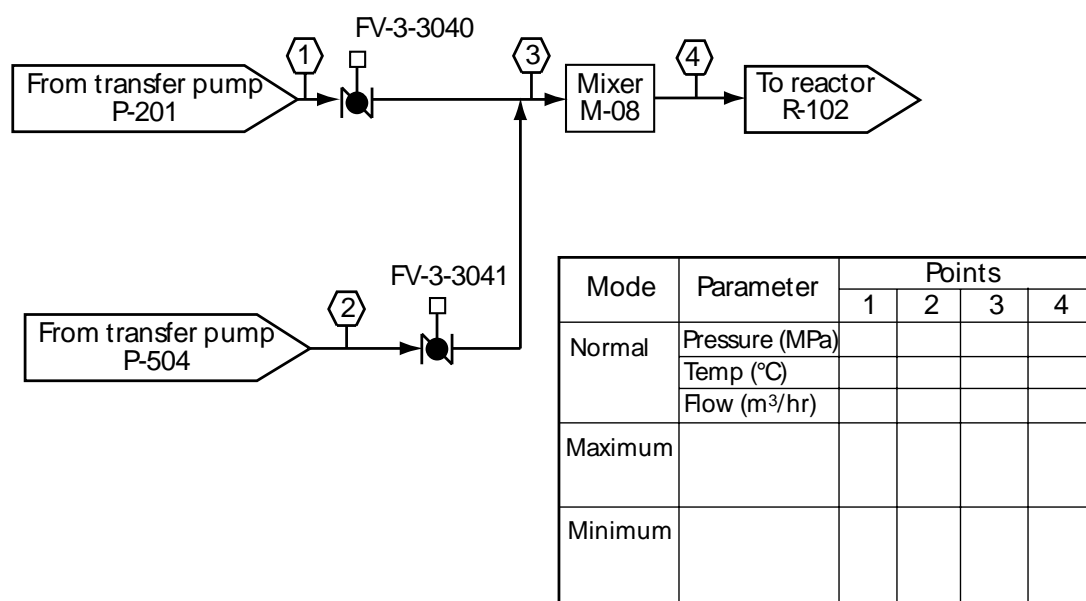 FV-3-3040
1
3
4
From transfer pump
P-201
Mixer
M-08
To reactor
R-102
FV-3-3041
2
From transfer pump
P-504
Mode Parameter Points
1 2 3 4
Normal Pressure (MPa)
Temp (°C)
Flow (m³/hr)
Maximum
Minimum